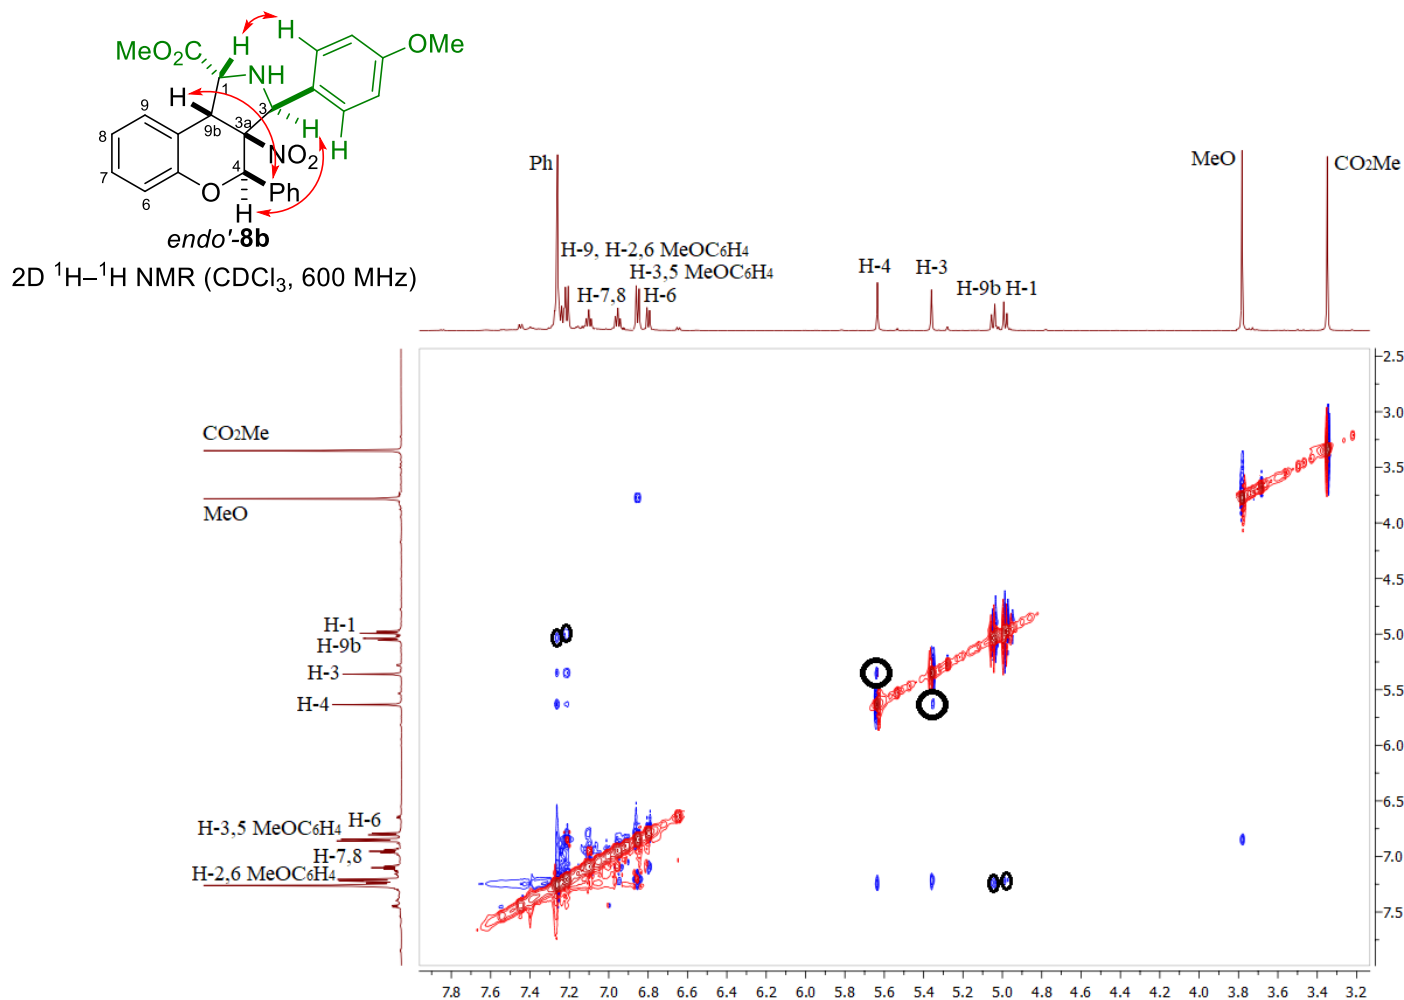 H
H
OMe
MeO₂C
NH
1
H
3
9
3a
H
9b
8
NO₂
H
4
7
O
Ph
6
H
endo'-8b
2D ¹H–¹H NMR (CDCl₃, 600 MHz)
Ph
MeO
CO2Me
H-9, H-2,6 MeOC6H4
H-3,5 MeOC6H4
H-7,8
H-6
H-4
H-3
H-9b
H-1
CO2Me
MeO
H-1
H-9b
H-3
H-4
H-6
H-3,5 MeOC6H4
H-7,8
H-2,6 MeOC6H4
2.5
3.0
3.5
4.0
4.5
5.0
5.5
6.0
6.5
7.0
7.5
7.8 7.6 7.4 7.2 7.0 6.8 6.6 6.4 6.2 6.0 5.8 5.6 5.4 5.2 5.0 4.8 4.6 4.4 4.2 4.0 3.8 3.6 3.4 3.2